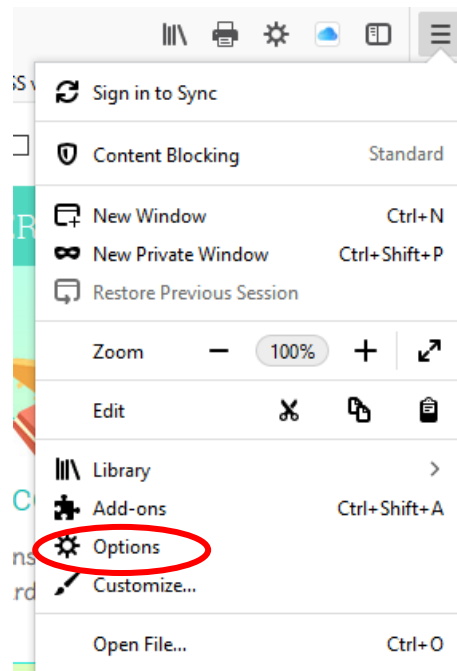 Sign in to Sync
Content Blocking Standard
New Window Ctrl+N
New Private Window Ctrl+Shift+P
Restore Previous Session
Zoom 100%
Edit
Library
Add-ons Ctrl+Shift+A
Options
Customize...
Open File... Ctrl+O